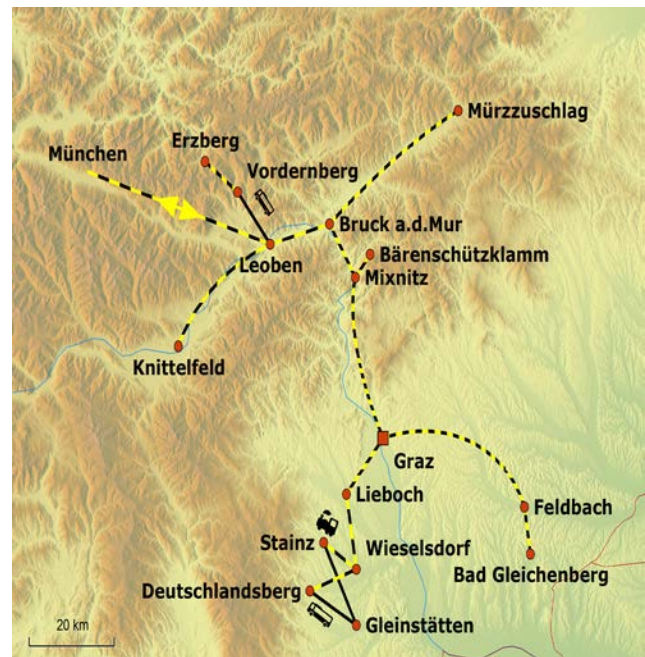 Mürzzuschlag
Erzberg
München
Vordernberg
Bruck a.d.Mur
Bärenschützklamm
Leoben
Mixnitz
Knittelfeld
Graz
Lieboch
Feldbach
Stainz
Wieselsdorf
Bad Gleichenberg
Deutschlandsberg
Gleinstätten
20 km